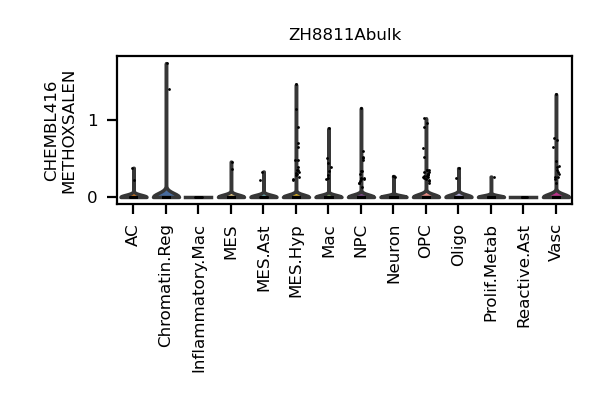 ZH8811Abulk
CHEMBL416
METHOXSALEN
1
0
AC
Chromatin.Reg
Inflammatory.Mac
MES
MES.Ast
MES.Hyp
Mac
NPC
Neuron
OPC
Oligo
Prolif.Metab
Reactive.Ast
Vasc